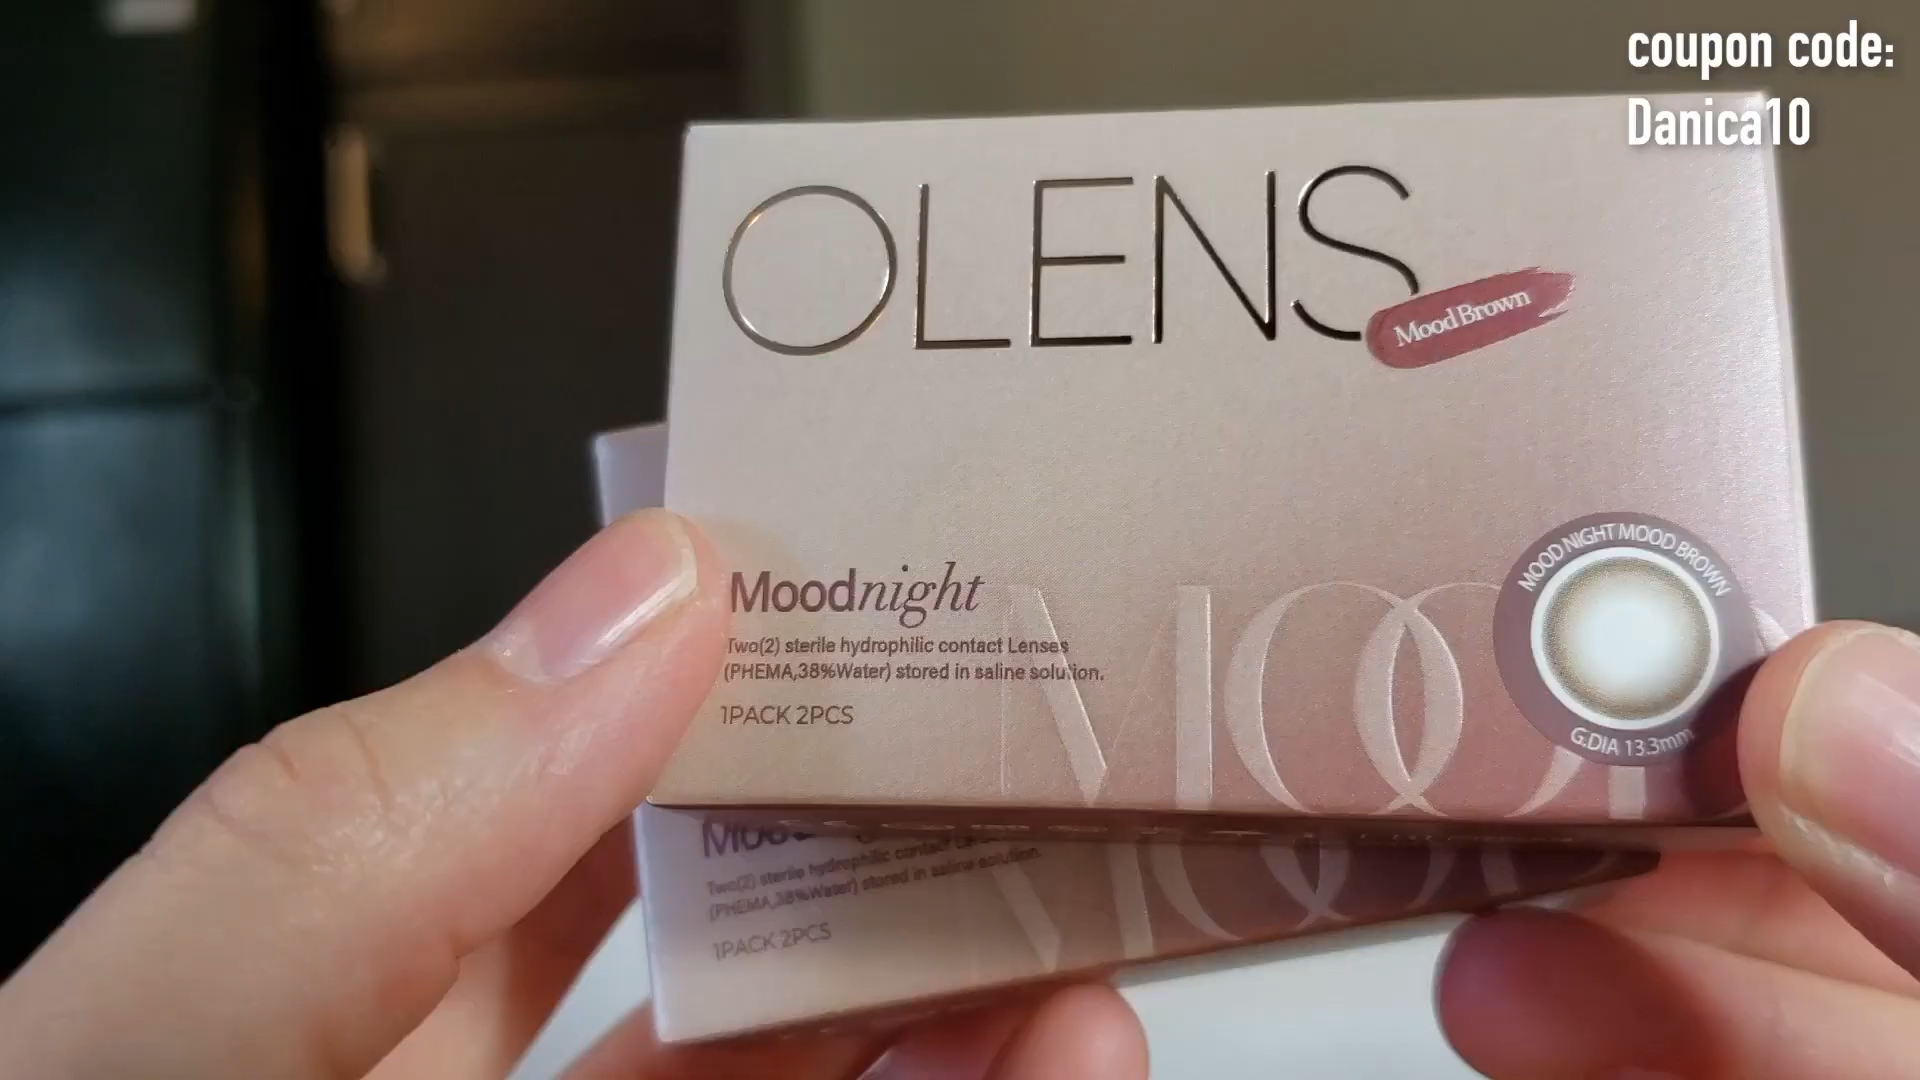 coupon code:
Danica10
OLENS
Mood Brown
Moodnight
Two(2) sterile hydrophilic contact Lenses
(PHEMA,38%Water) stored in saline solution.
1PACK 2PCS
MOOD NIGHT MOOD BROWN
G.DIA 13.3mm
MOO
Two(2) sterile hydrophilic contact
(PHEMA,38%Water) stored in saline solution.
1PACK 2PCS